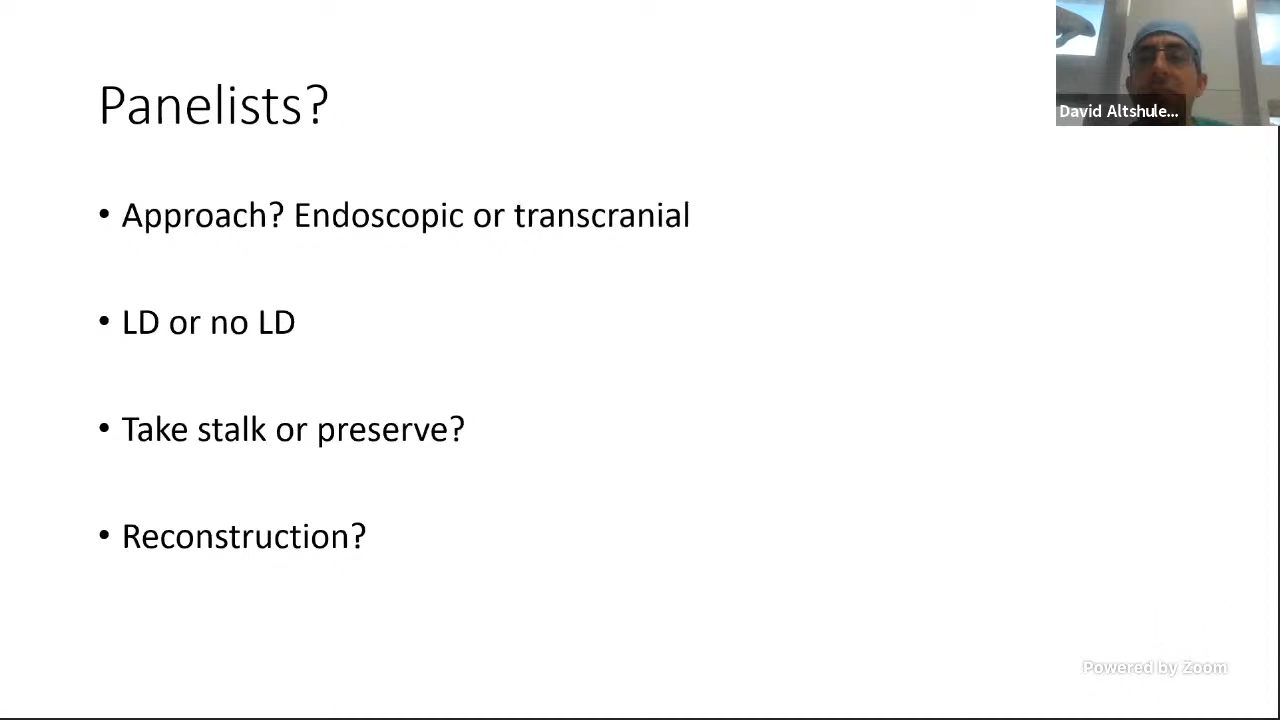 Panelists?
David Altshule...
• Approach? Endoscopic or transcranial
• LD or no LD
• Take stalk or preserve?
• Reconstruction?
Powered by Zoom